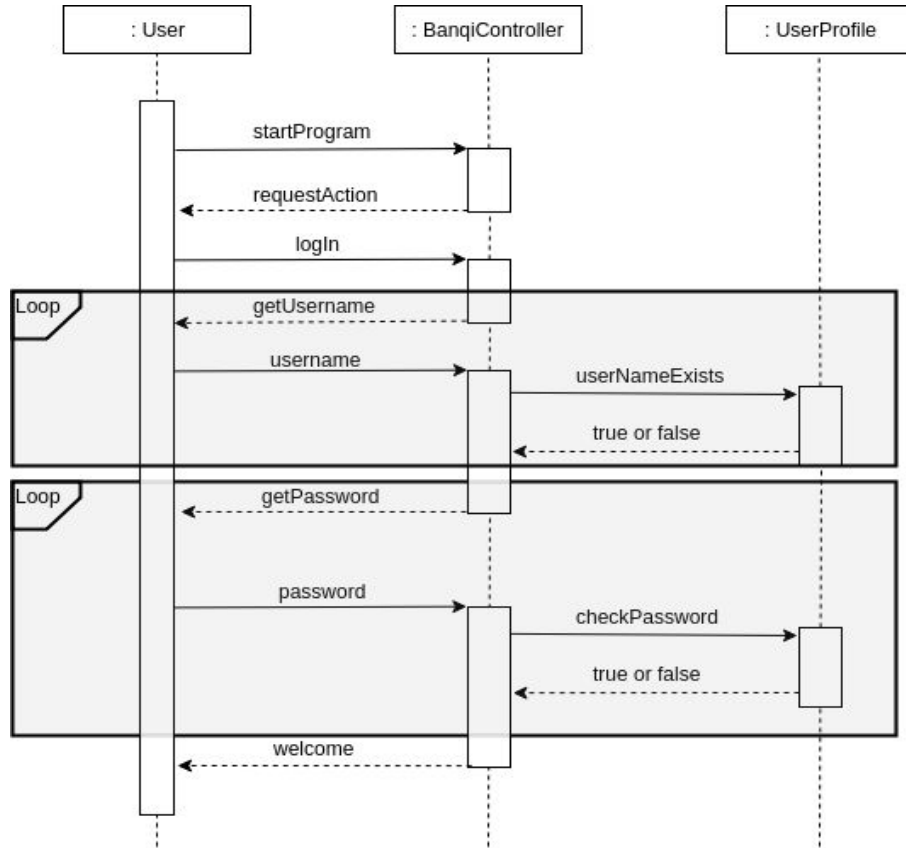 : User
: BanqiController
: UserProfile
startProgram
requestAction
logIn
Loop
getUsername
username
userNameExists
true or false
Loop
getPassword
password
checkPassword
true or false
welcome